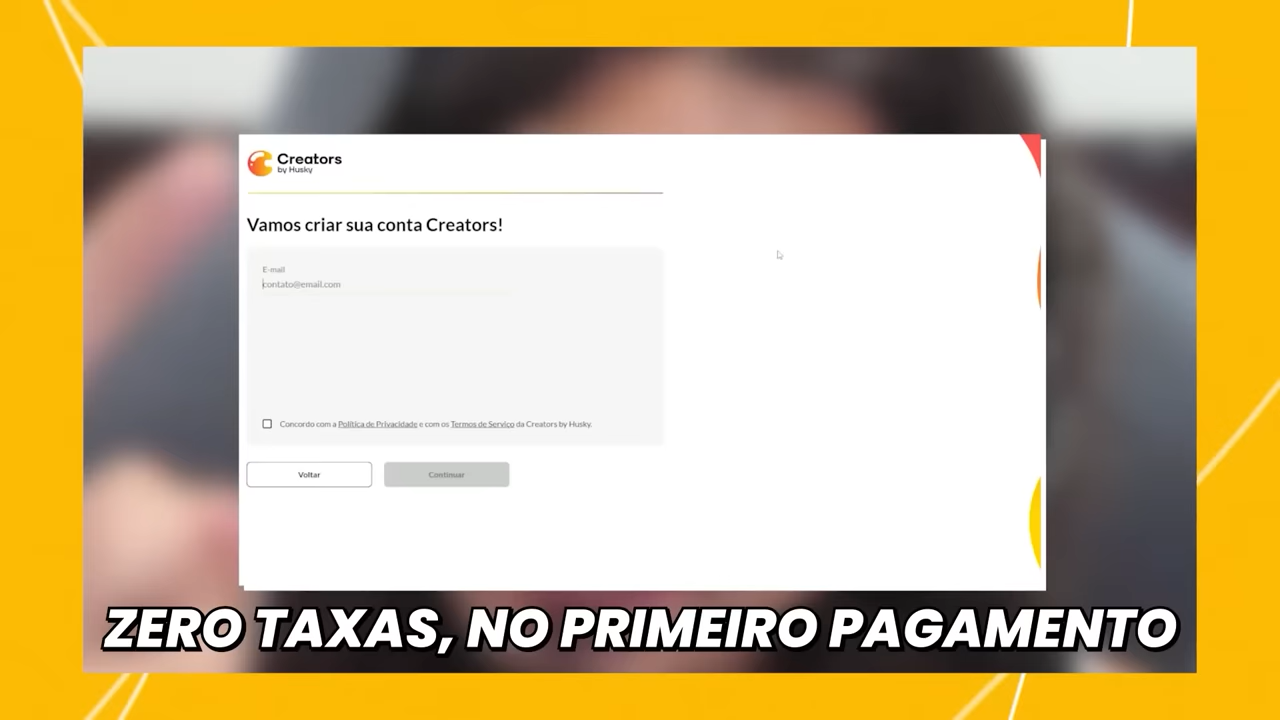 Creators
by Husky
Vamos criar sua conta Creators!
E-mail
contato@email.com
Concordo com a Política de Privacidade e com os Termos de Serviço da Creators by Husky.
Voltar
Continuar
ZERO TAXAS, NO PRIMEIRO PAGAMENTO